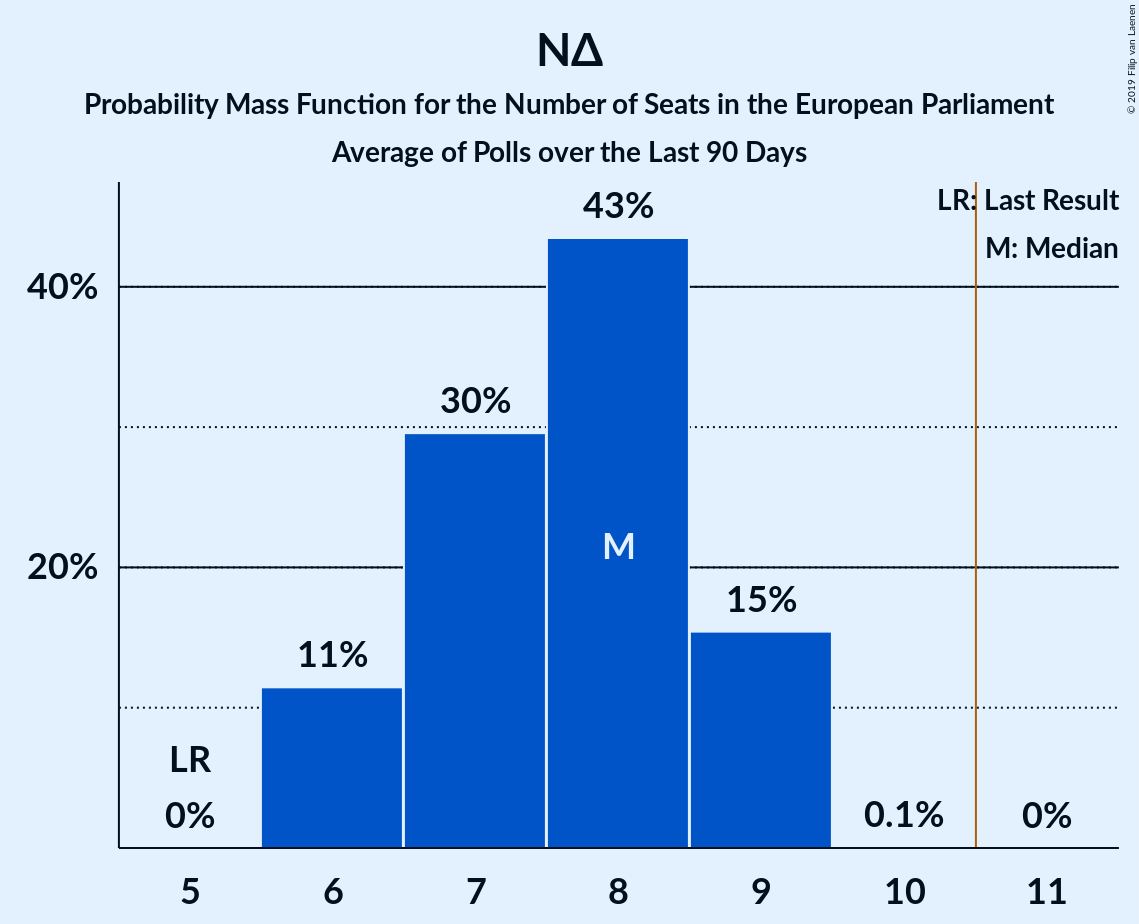 ΝΔ
Probability Mass Function for the Number of Seats in the European Parliament
Average of Polls over the Last 90 Days
© 2019 Filip van Laenen
LR: Last Result
M: Median
43%
40%
30%
M
20%
15%
11%
LR
0%
0.1%
0%
5 6 7 8 9 10 11